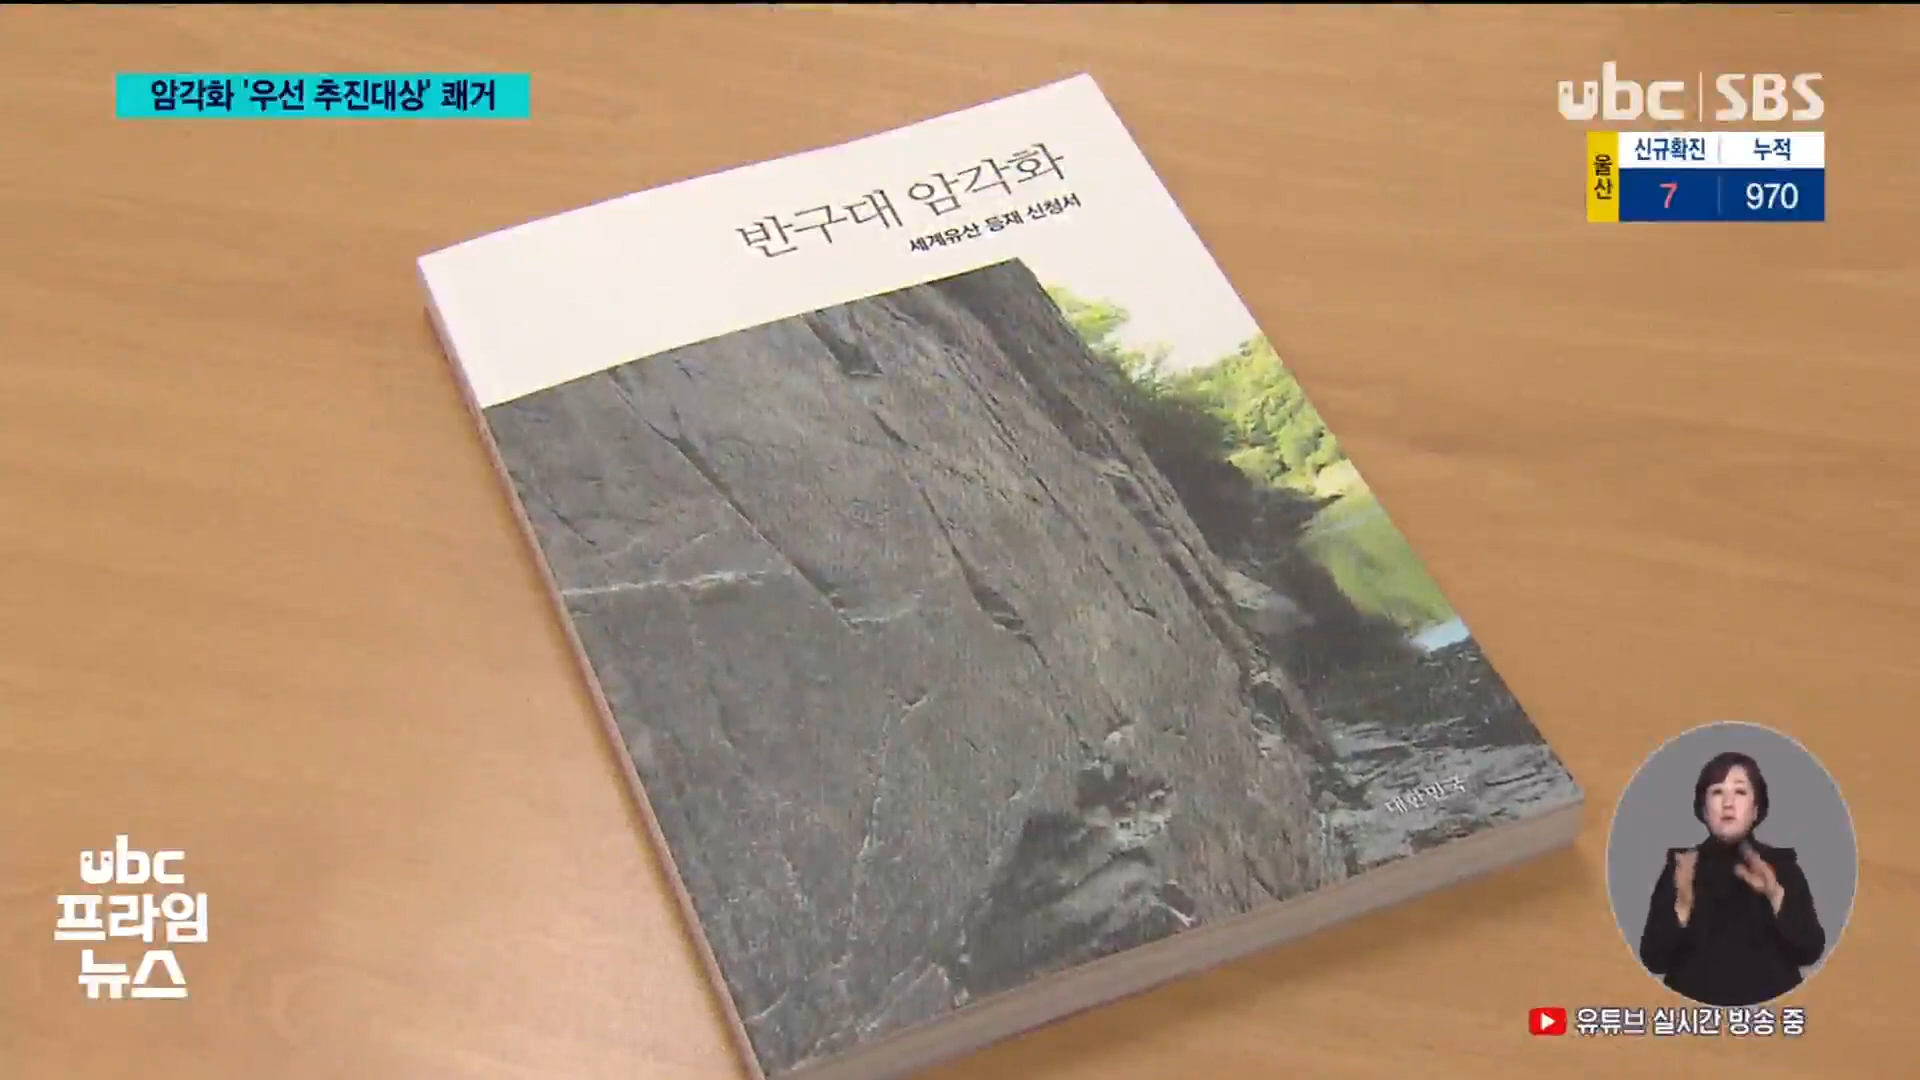 암각화 '우선 추진대상' 쾌거
ubc SBS
울산
신규확진 누적
7 970
반구대 암각화
세계유산 등재 신청서
대한민국
ubc
프라임
뉴스
유튜브 실시간 방송 중